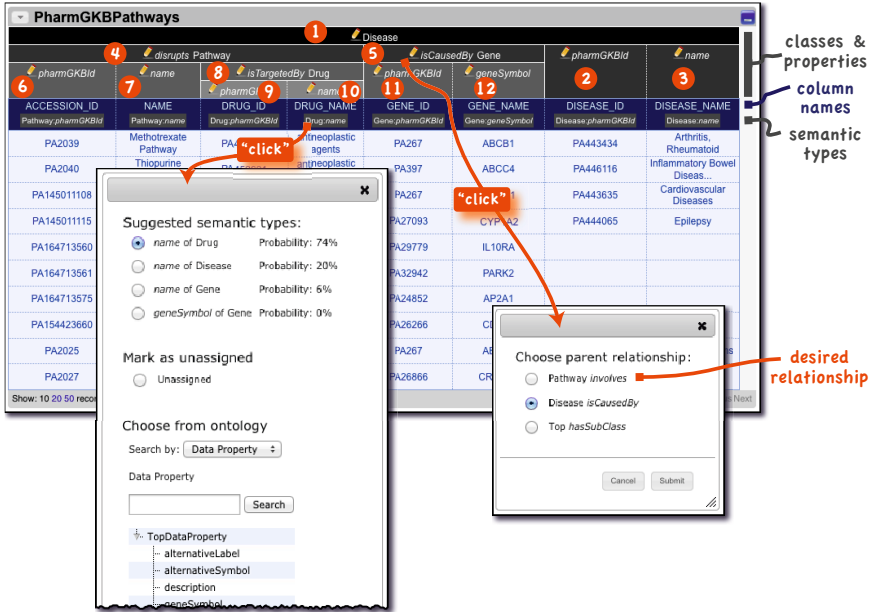 PharmGKBPathways
1 Disease
4 disrupts Pathway 5 isCausedBy Gene pharmGKBId name
pharmGKBId name 8 isTargetedBy Drug pharmGKBId geneSymbol 2 3
6 7 9 name 10 11 12
ACCESSION_ID NAME DRUG_ID DRUG_NAME GENE_ID GENE_NAME DISEASE_ID DISEASE_NAME
Pathway:pharmGKBId Pathway:name Drug:pharmGKBId Drug:name Gene:pharmGKBId Gene:geneSymbol Disease:pharmGKBId Disease:name
classes &
properties
column
names
semantic
types
PA2039 Methotrexate Pathway antineoplastic agents PA267 ABCB1 PA443434 Arthritis, Rheumatoid
"click"
PA2040 Thiopurine antineoplastic PA397 ABCC4 PA446116 Inflammatory Bowel Diseas...
PA145011108 PA267 PA443635 Cardiovascular Diseases
"click"
PA145011115 PA27093 PA444065 Epilepsy
PA164713560 PA29779 IL10RA
PA164713561 PA32942 PARK2
PA164713575 PA24852 AP2A1
PA154423660 PA26266
PA2025 PA267
PA2027 PA26866
Show: 10 20 50 Next
Suggested semantic types:
name of Drug Probability: 74%
name of Disease Probability: 20%
name of Gene Probability: 6%
geneSymbol of Gene Probability: 0%
Mark as unassigned
Unassigned
Choose from ontology
Search by: Data Property
Data Property
Search
TopDataProperty
alternativeLabel
alternativeSymbol
description
geneSymbol
Choose parent relationship:
Pathway involves
Disease isCausedBy
Top hasSubClass
Cancel Submit
desired
relationship